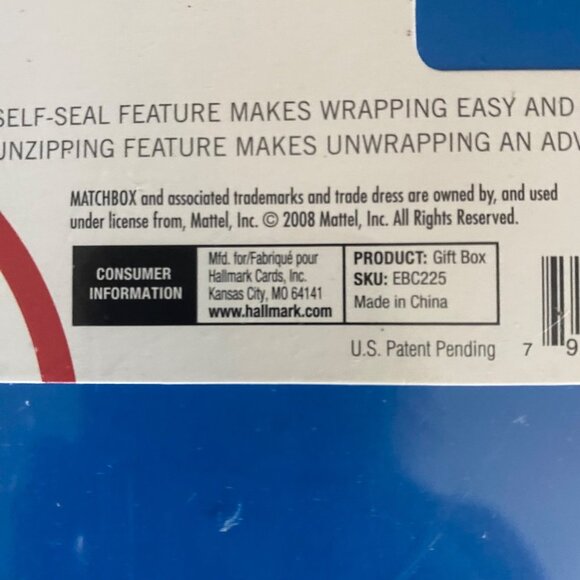 SELF-SEAL FEATURE MAKES WRAPPING EASY AND
UNZIPPING FEATURE MAKES UNWRAPPING AN ADV
MATCHBOX and associated trademarks and trade dress are owned by, and used
under license from, Mattel, Inc. © 2008 Mattel, Inc. All Rights Reserved.
CONSUMER
INFORMATION
Mfd. for/Fabriqué pour
Hallmark Cards, Inc.
Kansas City, MO 64141
www.hallmark.com
PRODUCT: Gift Box
SKU: EBC225
Made in China
U.S. Patent Pending
7 9